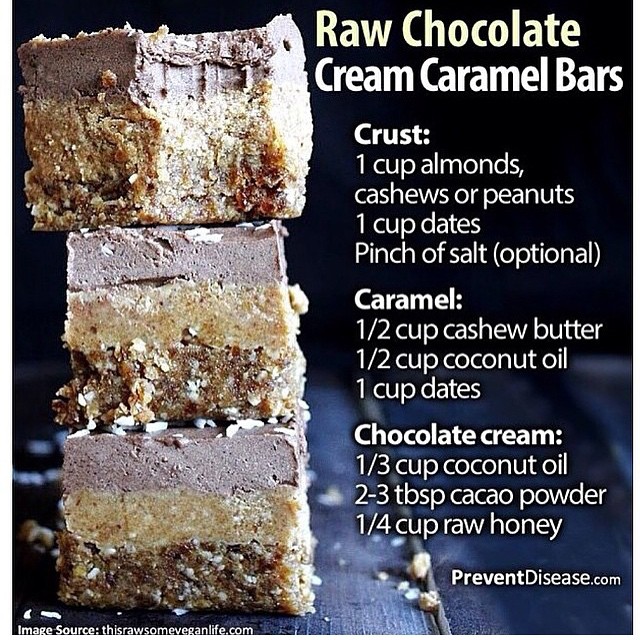 Raw Chocolate
Cream Caramel Bars
Crust:
1 cup almonds,
cashews or peanuts
1 cup dates
Pinch of salt (optional)
Caramel:
1/2 cup cashew butter
1/2 cup coconut oil
1 cup dates
Chocolate cream:
1/3 cup coconut oil
2-3 tbsp cacao powder
1/4 cup raw honey
PreventDisease.com
Image Source: thisrawsomeveganlife.com